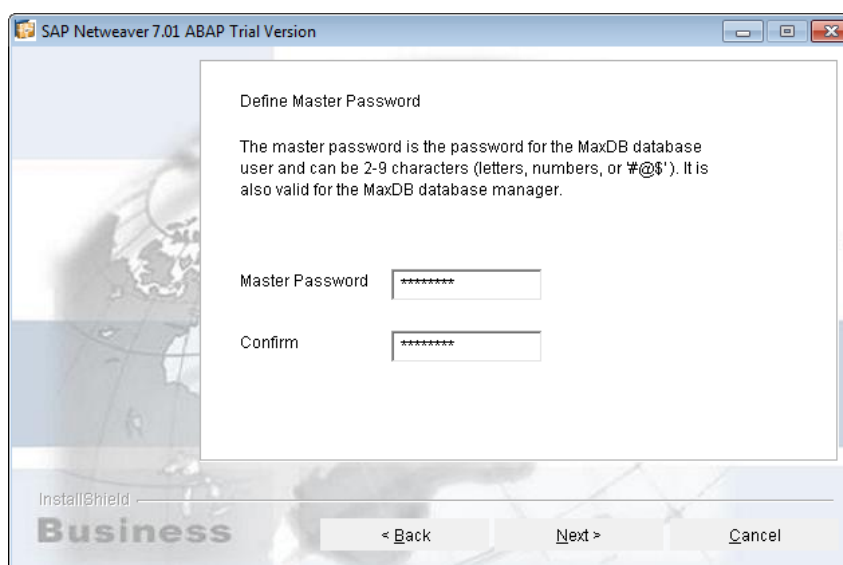 SAP Netweaver 7.01 ABAP Trial Version
Define Master Password
The master password is the password for the MaxDB database
user and can be 2-9 characters (letters, numbers, or '#@$'). It is
also valid for the MaxDB database manager.
Master Password ********
Confirm ********
InstallShield
Business
< Back Next > Cancel